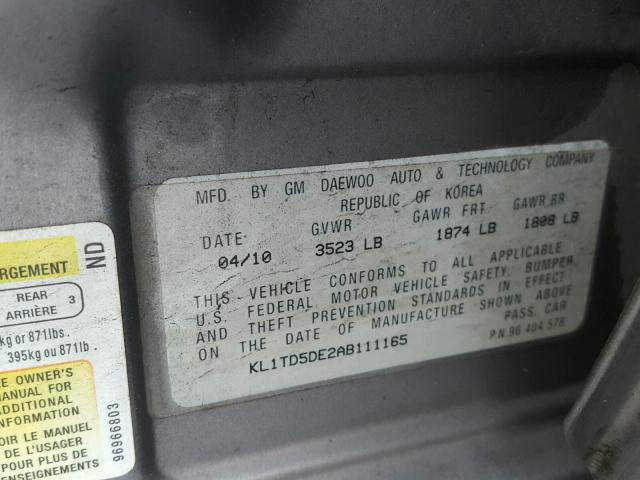 RGEMENT
REAR
ARRIÈRE
3
kg or 871lbs.
395kg ou 871lb.
E OWNER'S
MANUAL FOR
ADDITIONAL
INFORMATION
OIR LE MANUEL
DE L'USAGER
POUR PLUS DE
ENSEIGNEMENTS
ND
96966803
MFD. BY GM DAEWOO AUTO & TECHNOLOGY COMPANY
REPUBLIC OF KOREA
DATE: GVWR GAWR FRT GAWR RR
04/10 3523 LB 1874 LB 1808 LB
THIS VEHICLE CONFORMS TO ALL APPLICABLE
U.S. FEDERAL MOTOR VEHICLE SAFETY, BUMPER,
AND THEFT PREVENTION STANDARDS IN EFFECT
ON THE DATE OF MANUFACTURE SHOWN ABOVE.
PASS. CAR
KL1TD5DE2AB111165
P.N. 96 404 578